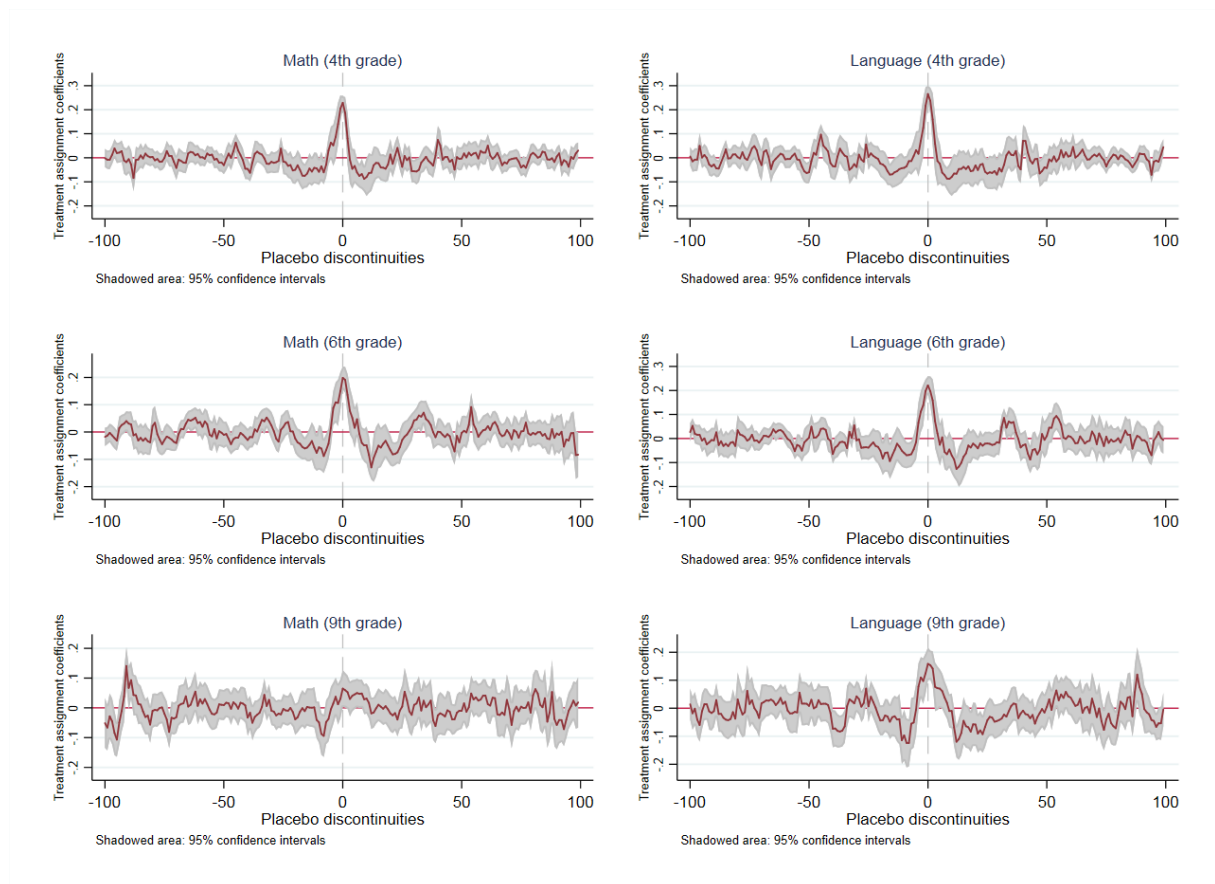 Math (4th grade)
Treatment assignment coefficients
.3
.2
.1
0
-.1
-.2
-100
-50
0
50
100
Placebo discontinuities
Shadowed area: 95% confidence intervals
Language (4th grade)
Treatment assignment coefficients
.3
.2
.1
0
-.1
-.2
-100
-50
0
50
100
Placebo discontinuities
Shadowed area: 95% confidence intervals
Math (6th grade)
Treatment assignment coefficients
.2
.1
0
-.1
-.2
-100
-50
0
50
100
Placebo discontinuities
Shadowed area: 95% confidence intervals
Language (6th grade)
Treatment assignment coefficients
.3
.2
.1
0
-.1
-.2
-100
-50
0
50
100
Placebo discontinuities
Shadowed area: 95% confidence intervals
Math (9th grade)
Treatment assignment coefficients
.2
.1
0
-.1
-.2
-100
-50
0
50
100
Placebo discontinuities
Shadowed area: 95% confidence intervals
Language (9th grade)
Treatment assignment coefficients
.2
.1
0
-.1
-.2
-100
-50
0
50
100
Placebo discontinuities
Shadowed area: 95% confidence intervals